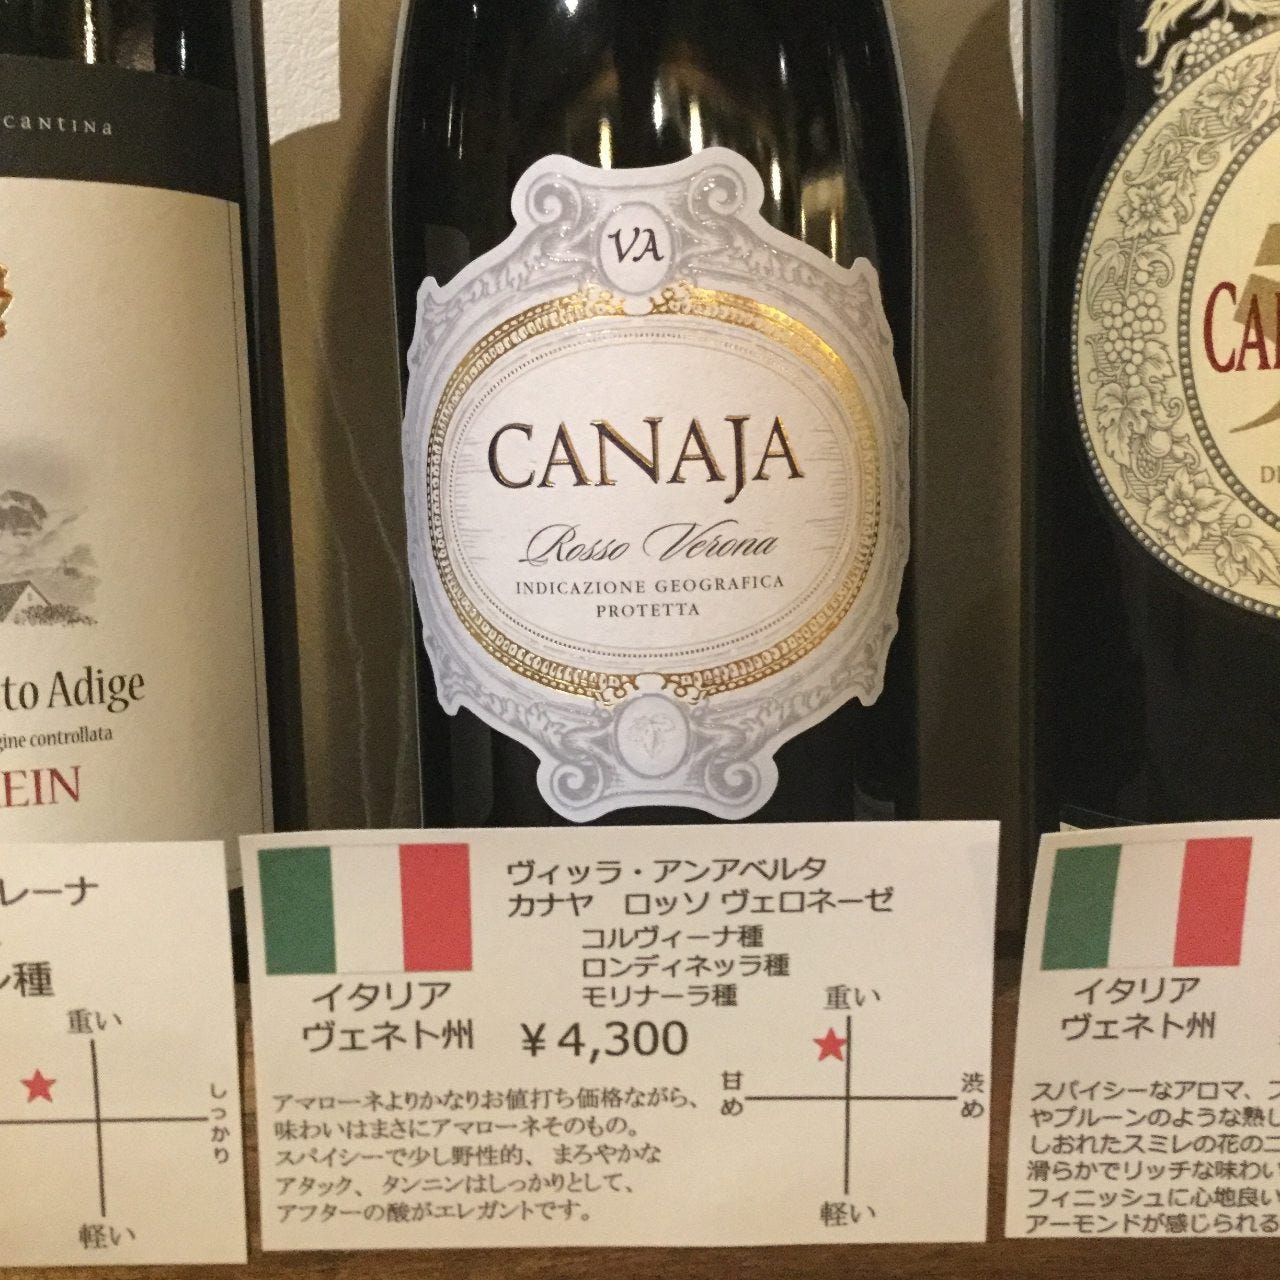 cantina
to Adige
gine controllata
EIN
VA
CANAJA
Rosso Verona
INDICAZIONE GEOGRAFICA
PROTETTA
CA
DE
レーナ
ル種
重い
しっかり
軽い
ヴィッラ・アンアベルタ
カナヤ　ロッソ ヴェロネーゼ
コルヴィーナ種
ロンディネッラ種
モリナーラ種
イタリア
ヴェネト州
¥4,300
重い
甘め
渋め
軽い
アマローネよりかなりお値打ち価格ながら、
味わいはまさにアマローネそのもの。
スパイシーで少し野性的、まろやかな
アタック、タンニンはしっかりとして、
アフターの酸がエレガントです。
イタリア
ヴェネト州
スパイシーなアロマ、
やプルーンのような熟し
しおれたスミレの花の
滑らかでリッチな味わい
フィニッシュに心地良い
アーモンドが感じられる